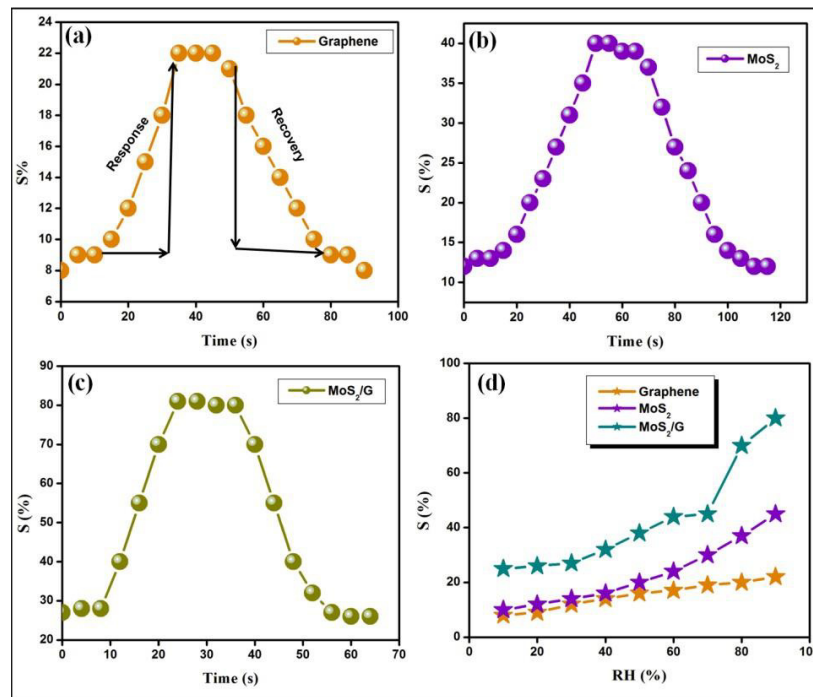 (a)
Graphene
Response
Recovery
S%
24
22
20
18
16
14
12
10
8
6
0 20 40 60 80 100
Time (s)
(b)
MoS₂
S (%)
40
35
30
25
20
15
10
0 20 40 60 80 100 120
Time (s)
(c)
MoS₂/G
S (%)
90
80
70
60
50
40
30
20
0 10 20 30 40 50 60 70
Time (s)
(d)
Graphene
MoS₂
MoS₂/G
S (%)
100
80
60
40
20
0
0 20 40 60 80 100
RH (%)